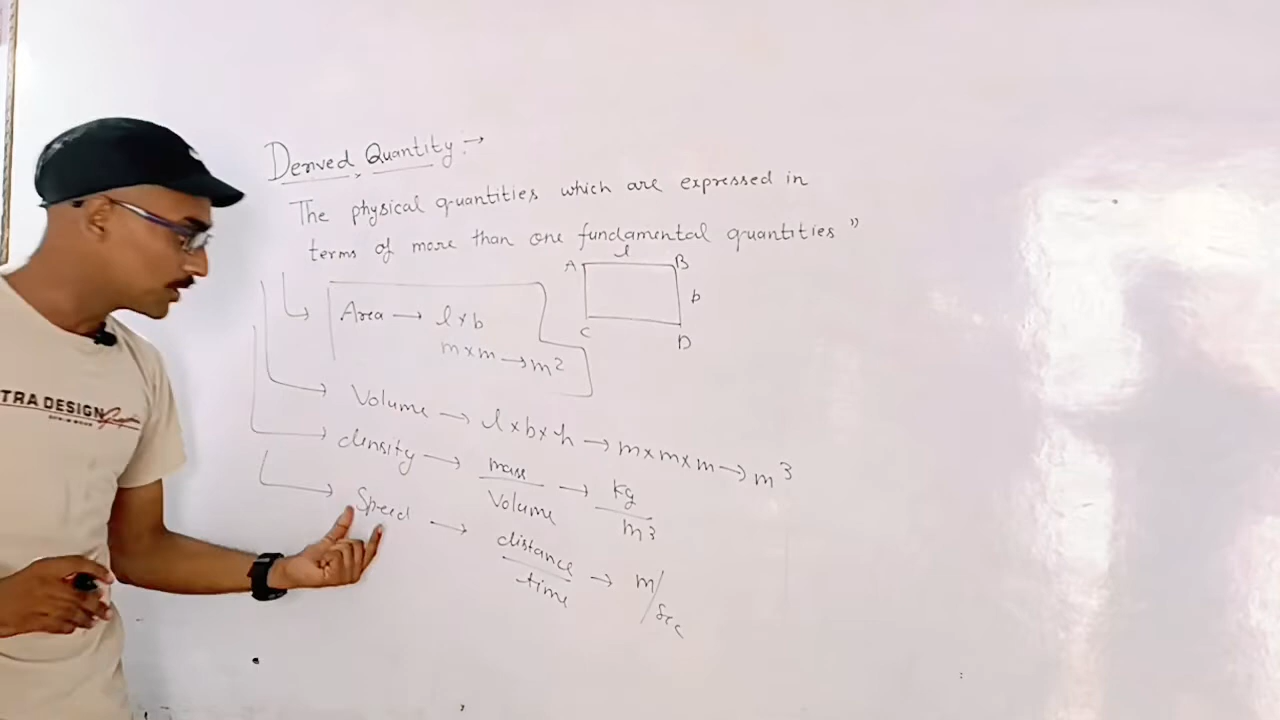 Derived Quantity :→
The physical quantities which are expressed in
terms of more than one fundamental quantities”
l
A B
b
C D
Area → l×b
m×m → m²
Volume → l×b×h → m×m×m → m³
density → mass / Volume → kg / m³
Speed → distance / time → m/sec
TRA DESIGN